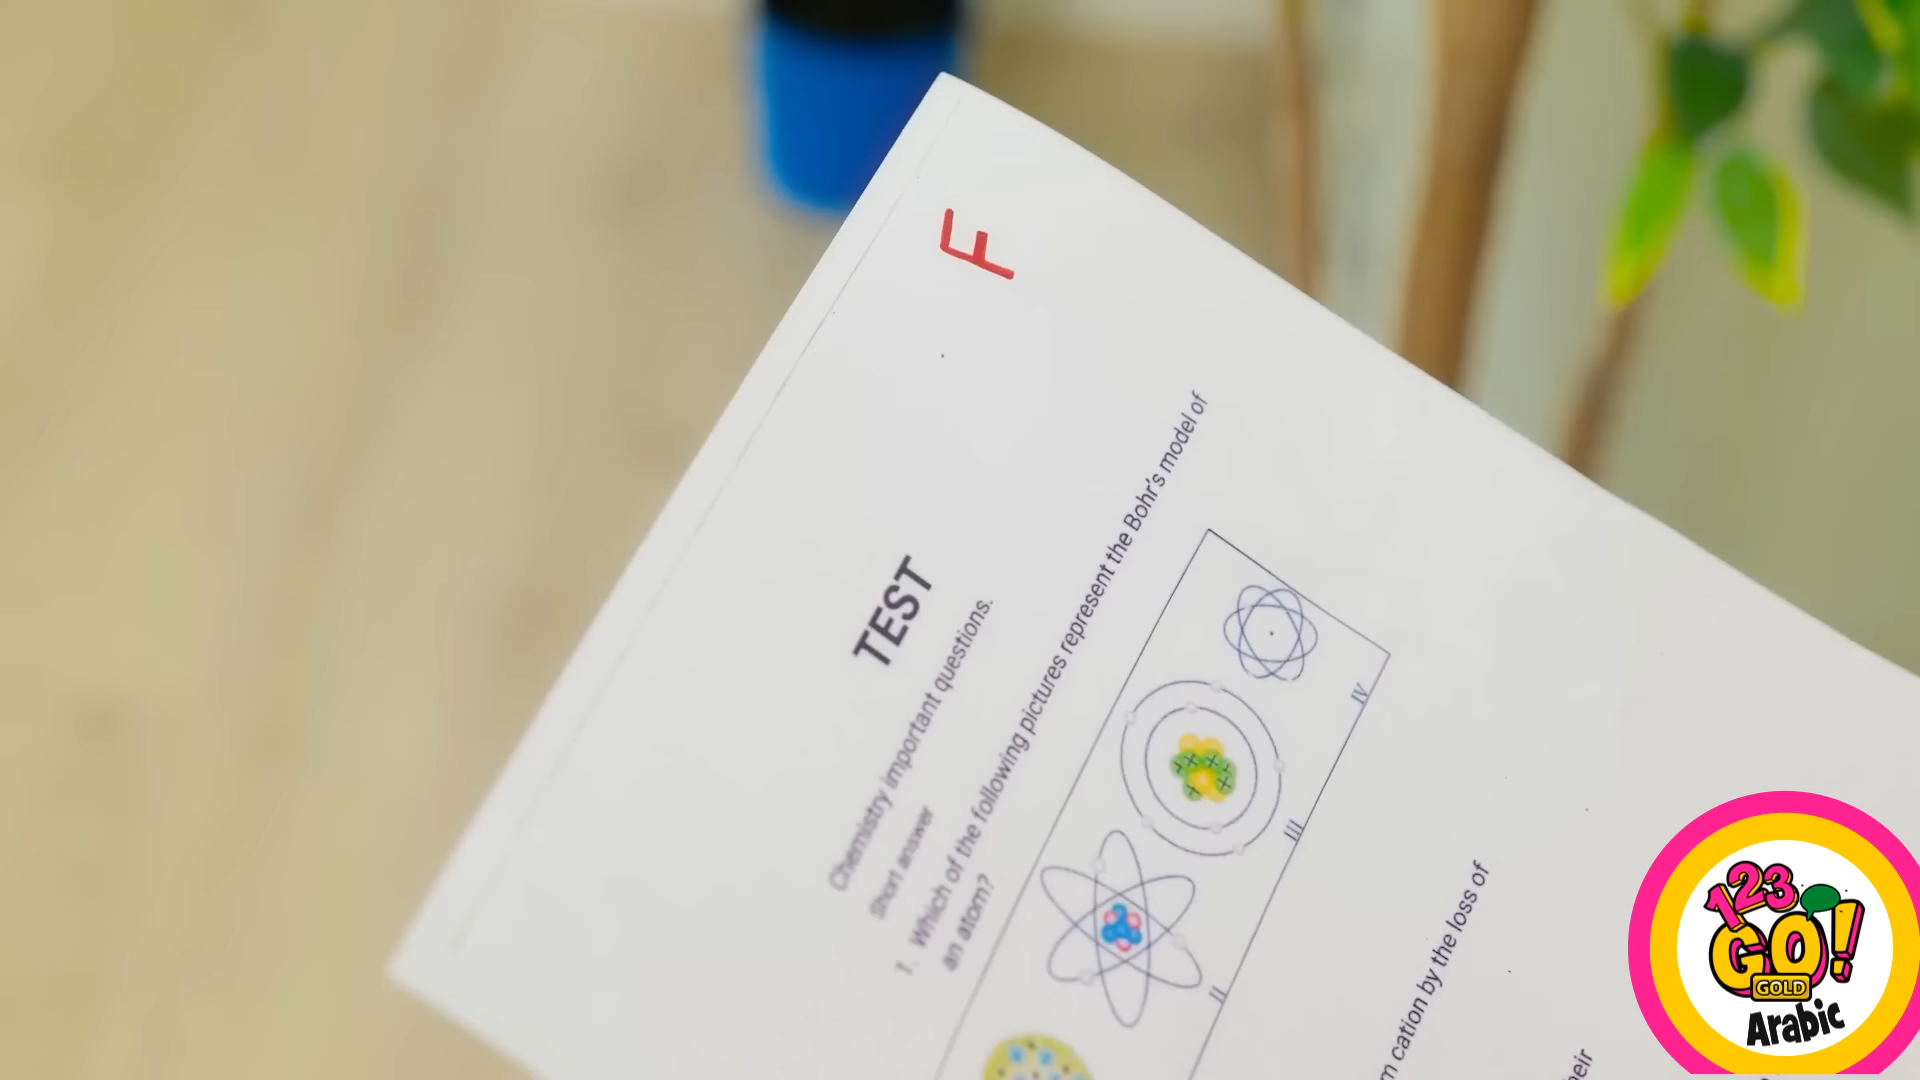 F
TEST
Chemistry important questions.
Short answer
1. Which of the following pictures represent the Bohr's model of
an atom?
II
III
IV
cation by the loss of
123
GO!
GOLD
Arabic